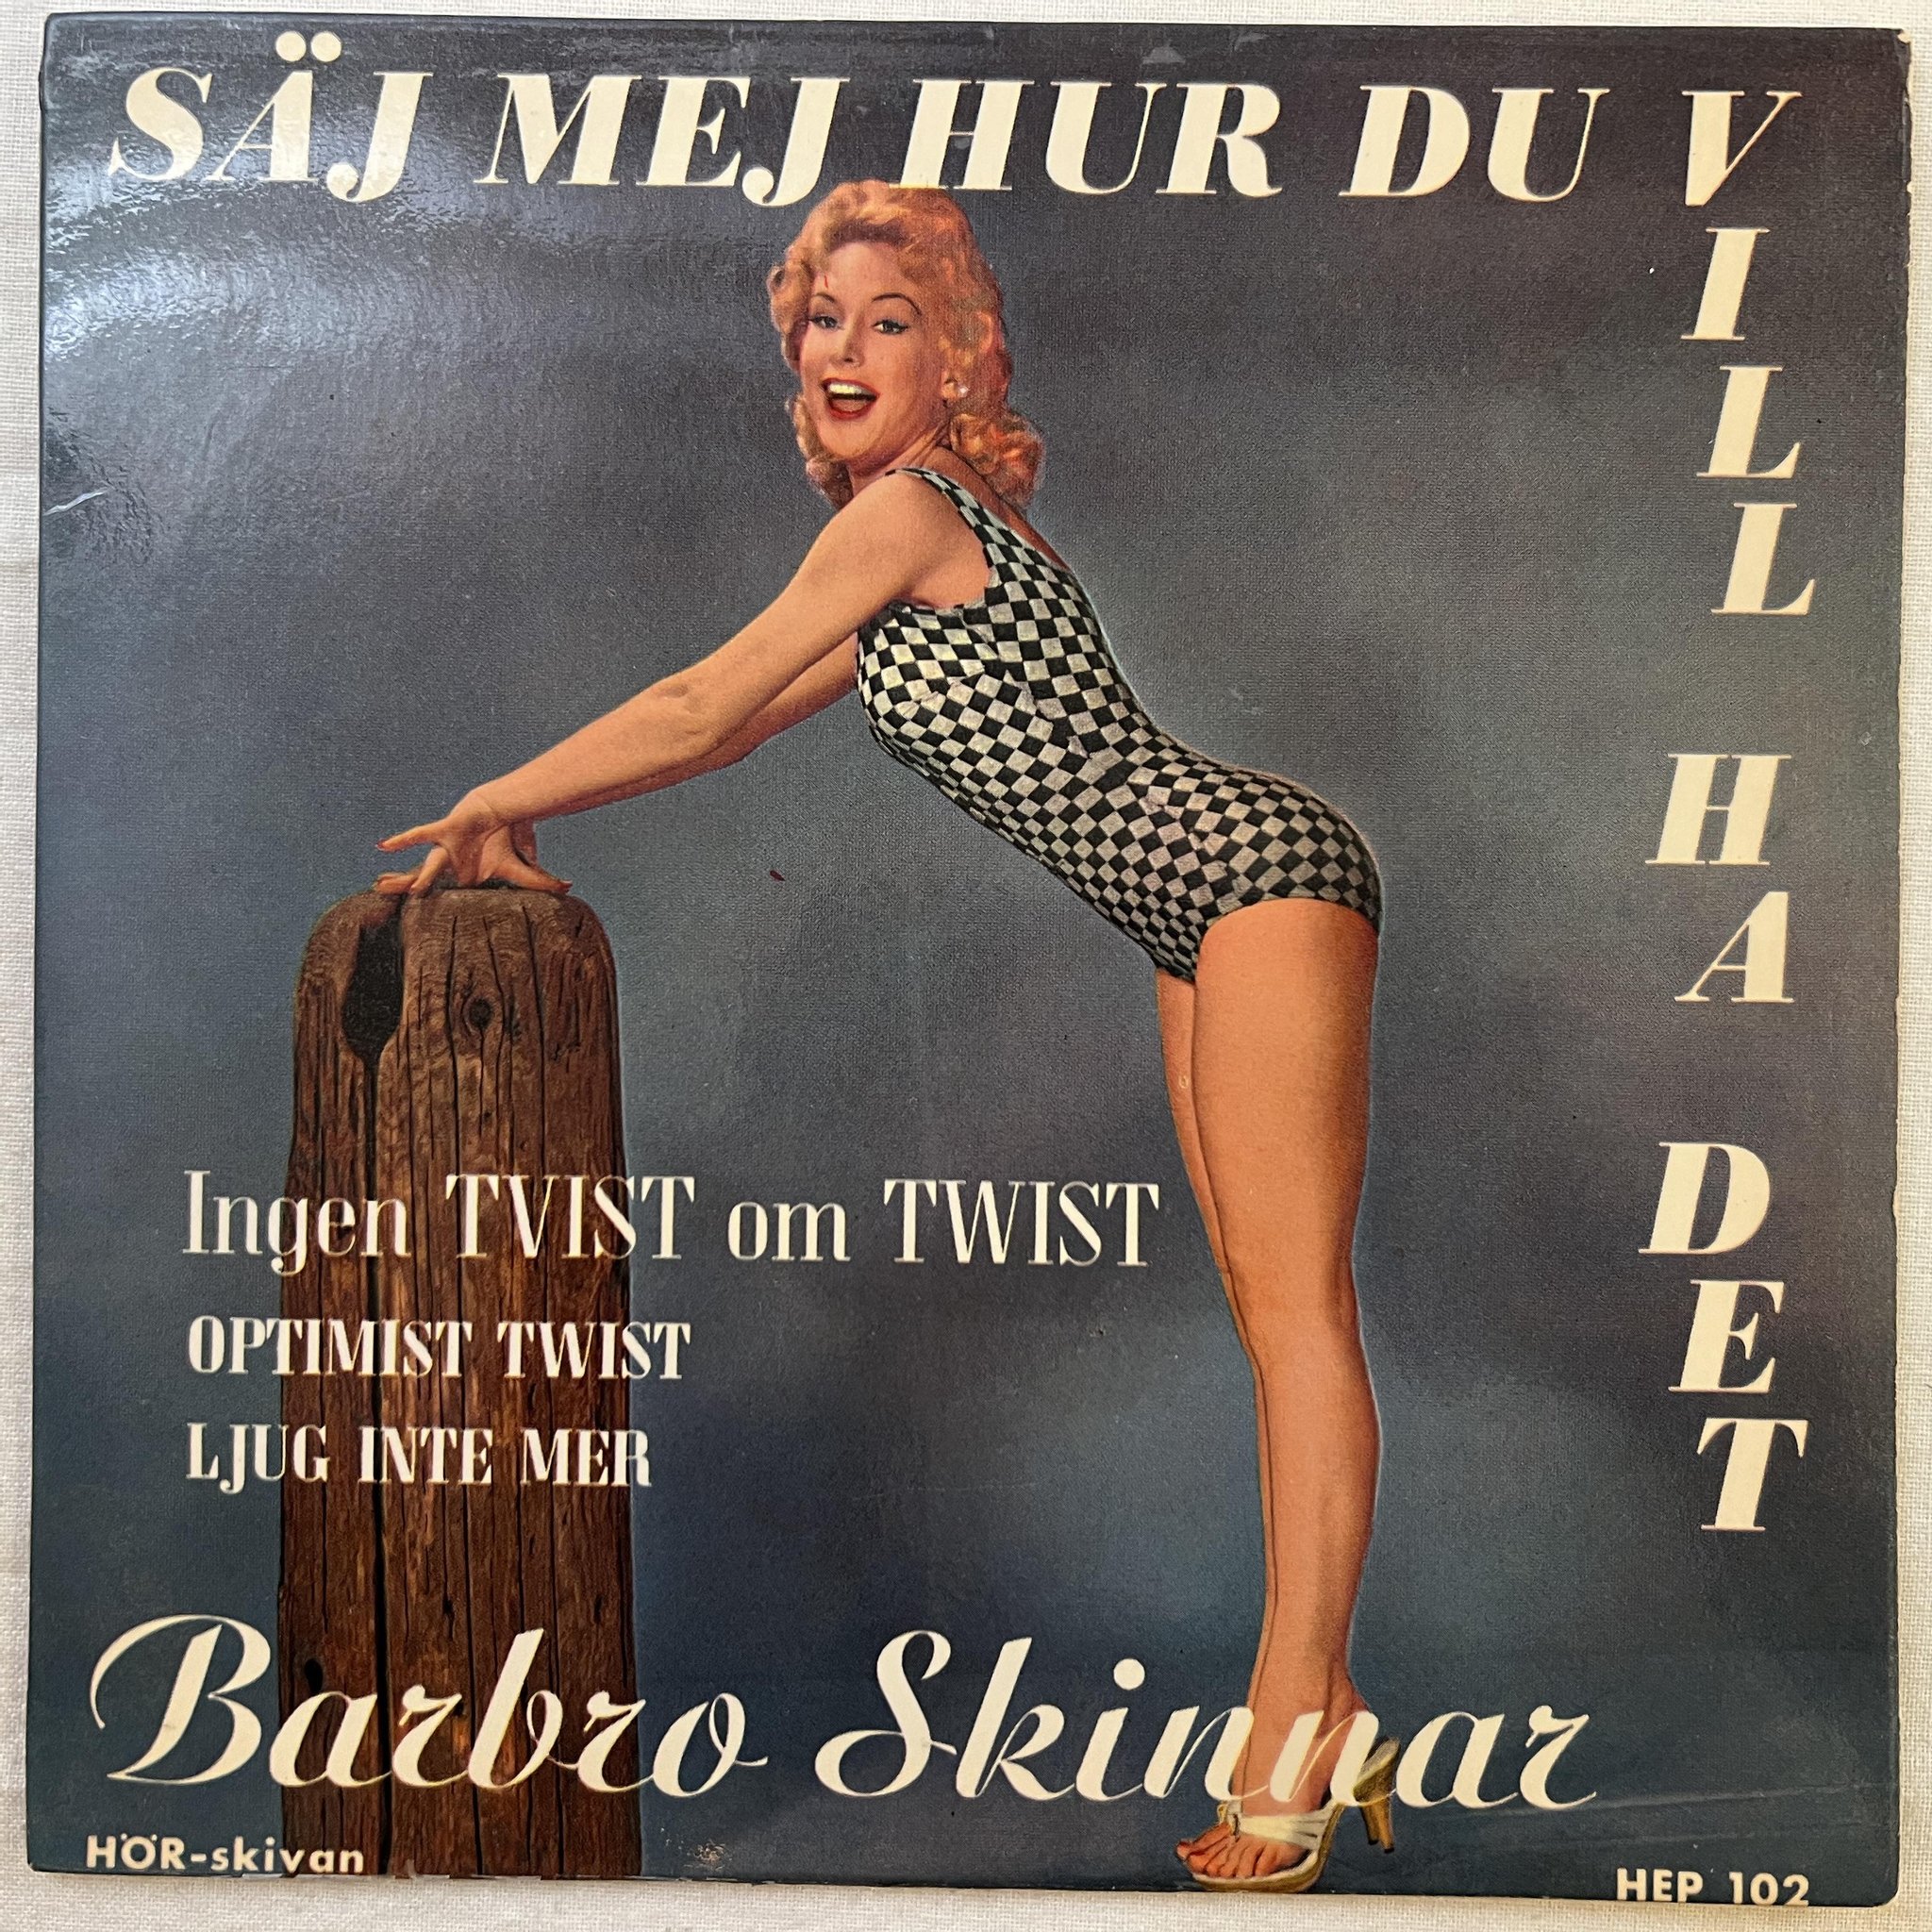 SÄJ MEJ HUR DU VILL HA DET
Ingen TVIST om TWIST
OPTIMIST TWIST
LJUG INTE MER
Barbro Skinnar
HÖR-skivan
HEP 102